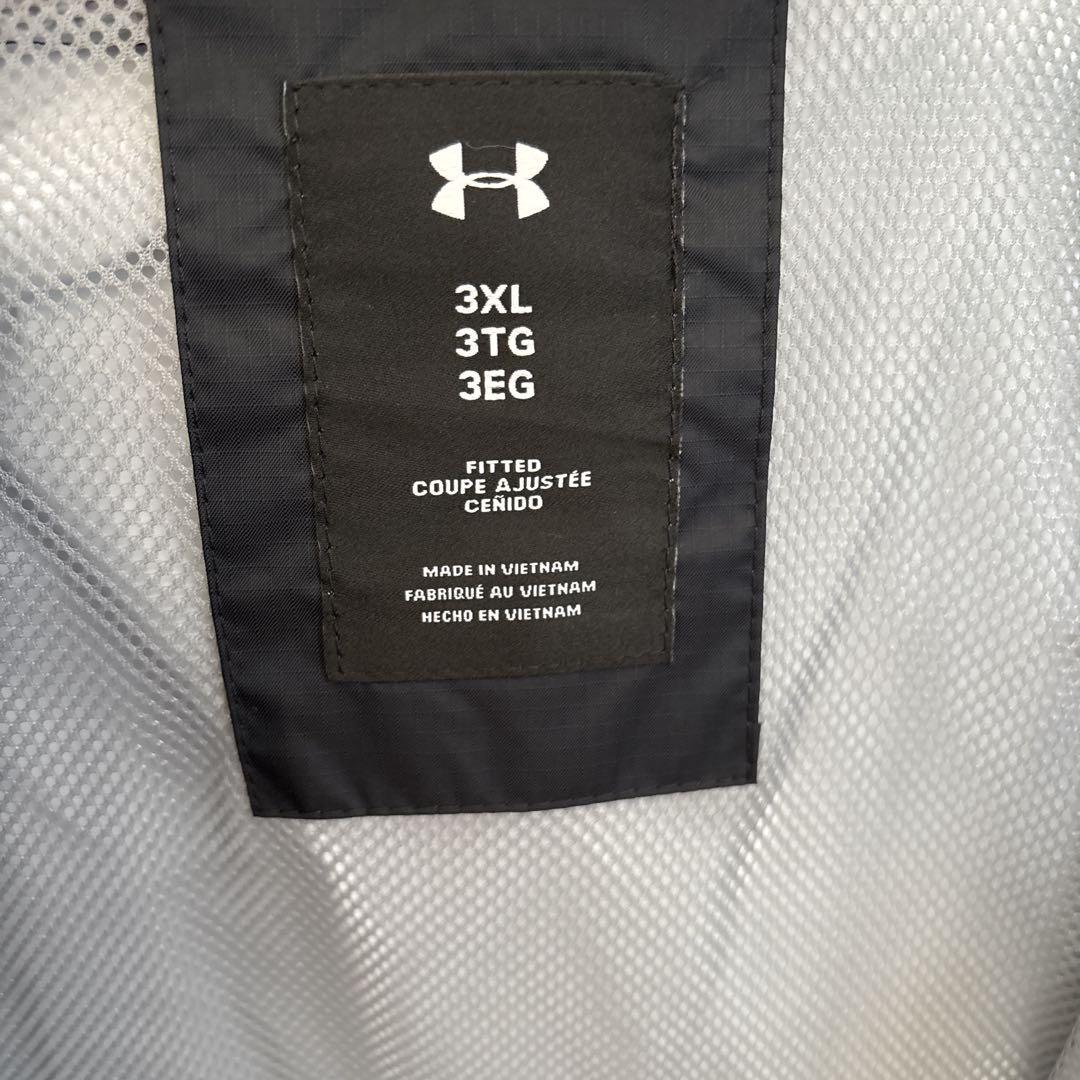 3XL
3TG
3EG
FITTED
COUPE AJUSTÉE
CEÑIDO
MADE IN VIETNAM
FABRIQUÉ AU VIETNAM
HECHO EN VIETNAM